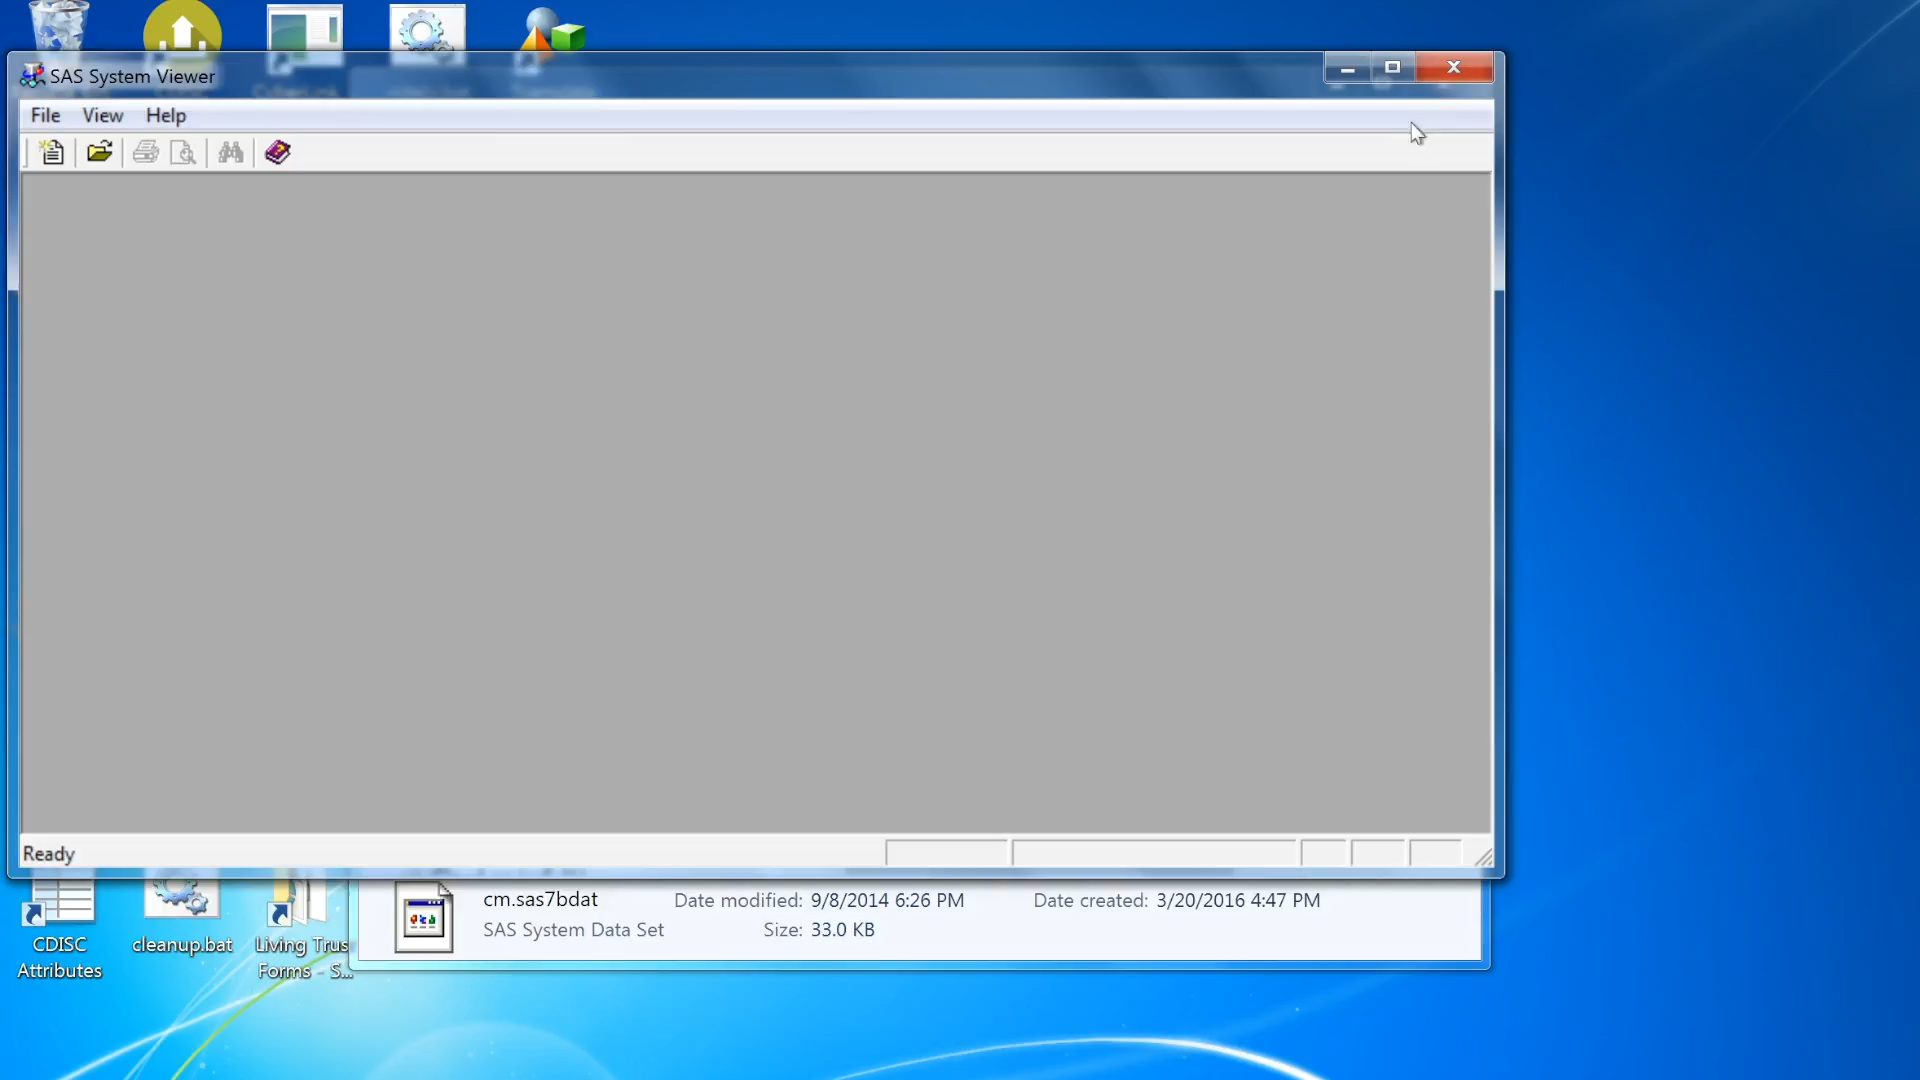 SAS System Viewer
File View Help
Ready
cm.sas7bdat Date modified: 9/8/2014 6:26 PM Date created: 3/20/2016 4:47 PM
SAS System Data Set Size: 33.0 KB
CDISC
Attributes
cleanup.bat
Living Trus
Forms - S...